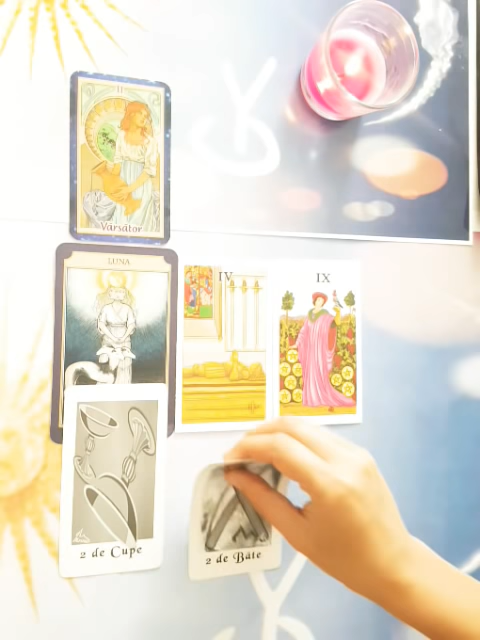 II
Vărsător
LUNA
IV
IX
2 de Cupe
2 de Bâte